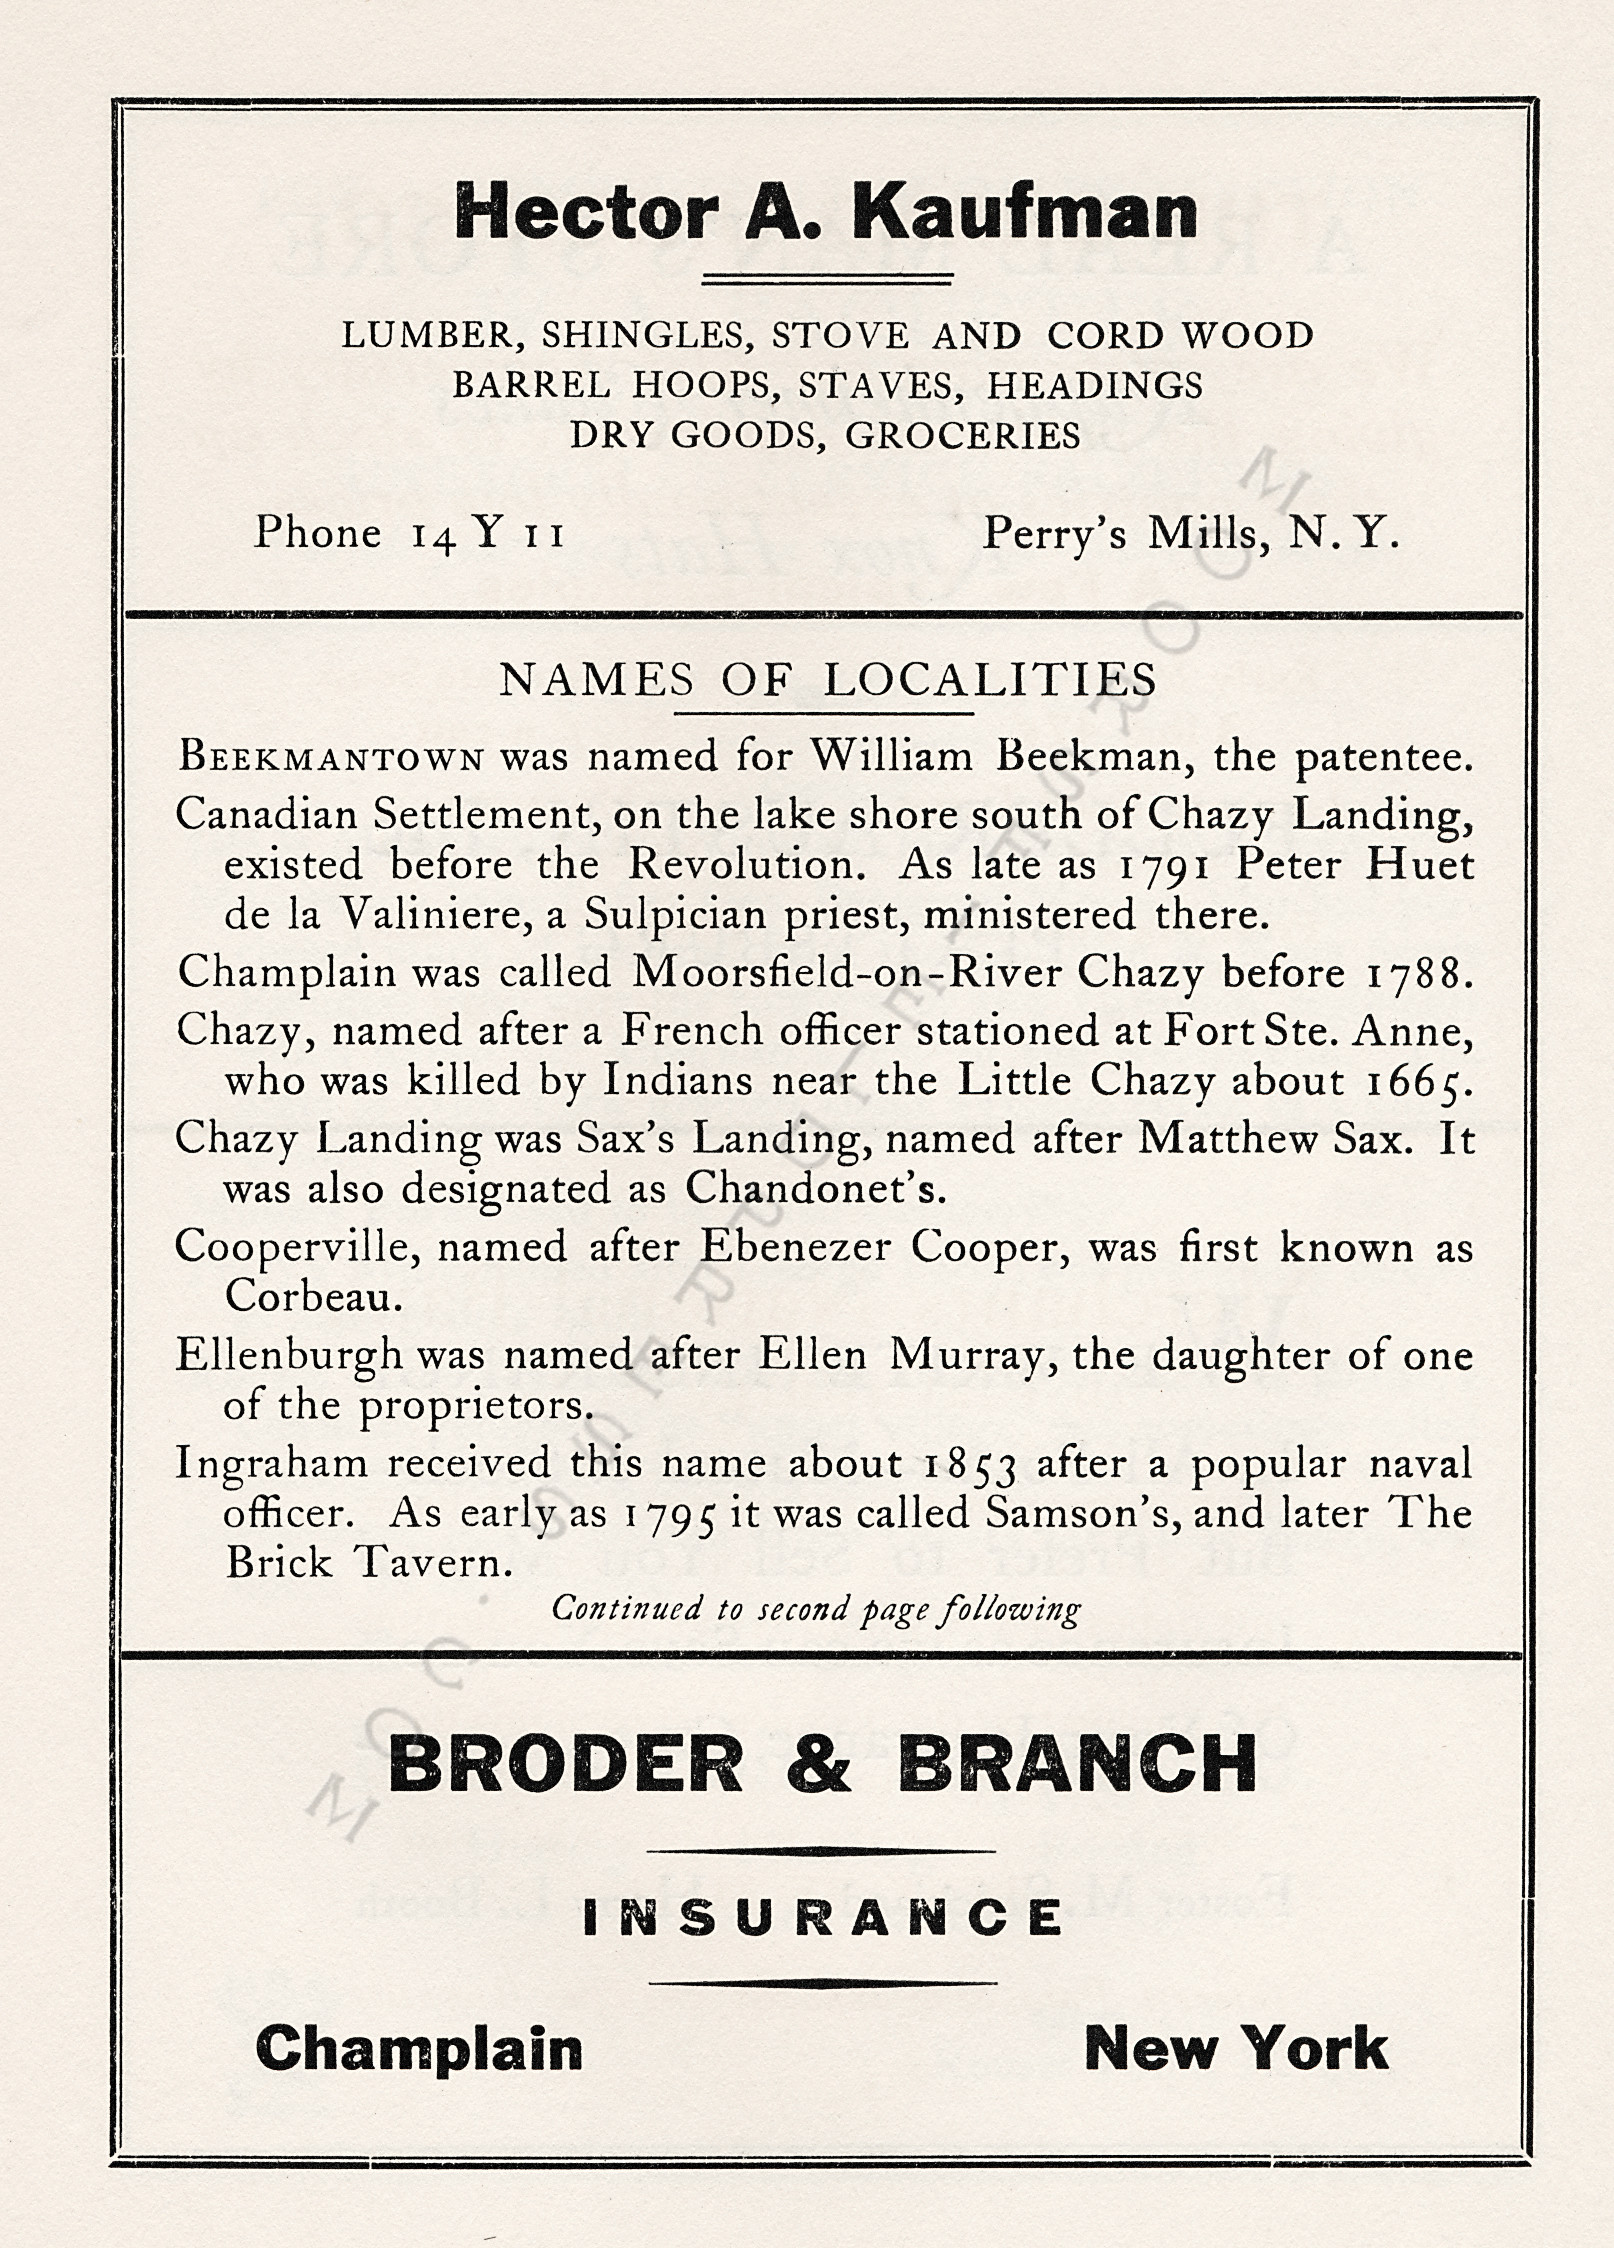 Hector A. Kaufman
LUMBER, SHINGLES, STOVE AND CORD WOOD
BARREL HOOPS, STAVES, HEADINGS
DRY GOODS, GROCERIES
Phone 14 Y 11 Perry's Mills, N. Y.
NAMES OF LOCALITIES
BEEKMANTOWN was named for William Beekman, the patentee.
Canadian Settlement, on the lake shore south of Chazy Landing,
existed before the Revolution. As late as 1791 Peter Huet
de la Valiniere, a Sulpician priest, ministered there.
Champlain was called Moorsfield-on-River Chazy before 1788.
Chazy, named after a French officer stationed at Fort Ste. Anne,
who was killed by Indians near the Little Chazy about 1665.
Chazy Landing was Sax's Landing, named after Matthew Sax. It
was also designated as Chandonet's.
Cooperville, named after Ebenezer Cooper, was first known as
Corbeau.
Ellenburgh was named after Ellen Murray, the daughter of one
of the proprietors.
Ingraham received this name about 1853 after a popular naval
officer. As early as 1795 it was called Samson's, and later The
Brick Tavern.
Continued to second page following
BRODER & BRANCH
INSURANCE
Champlain New York